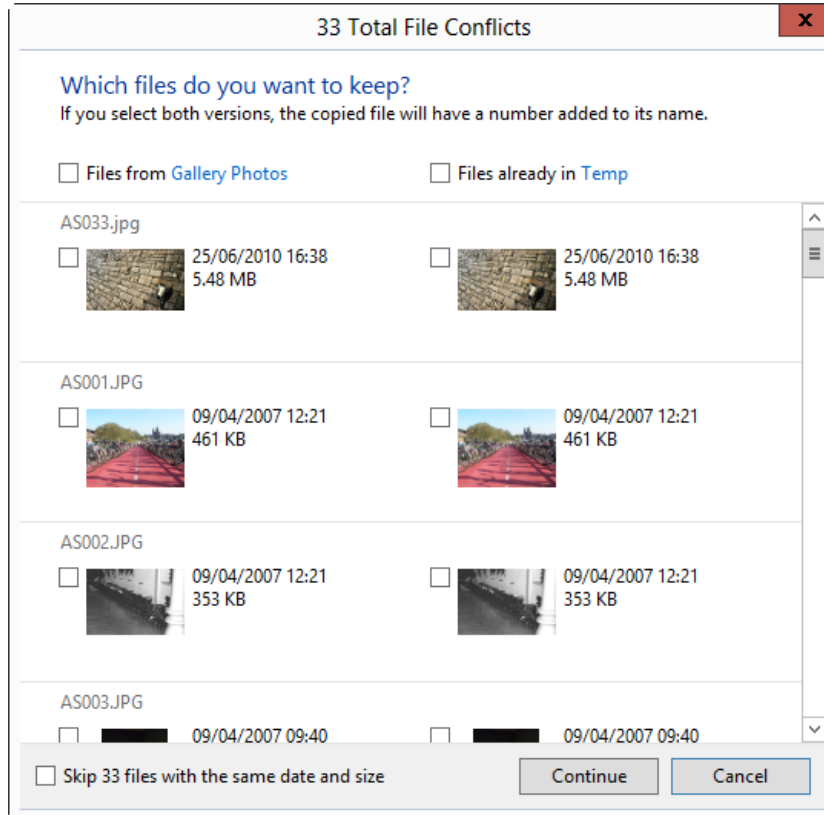 33 Total File Conflicts
x
Which files do you want to keep?
If you select both versions, the copied file will have a number added to its name.
Files from Gallery Photos
Files already in Temp
AS033.jpg
25/06/2010 16:38
5.48 MB
25/06/2010 16:38
5.48 MB
AS001.JPG
09/04/2007 12:21
461 KB
09/04/2007 12:21
461 KB
AS002.JPG
09/04/2007 12:21
353 KB
09/04/2007 12:21
353 KB
AS003.JPG
09/04/2007 09:40
09/04/2007 09:40
Skip 33 files with the same date and size
Continue
Cancel